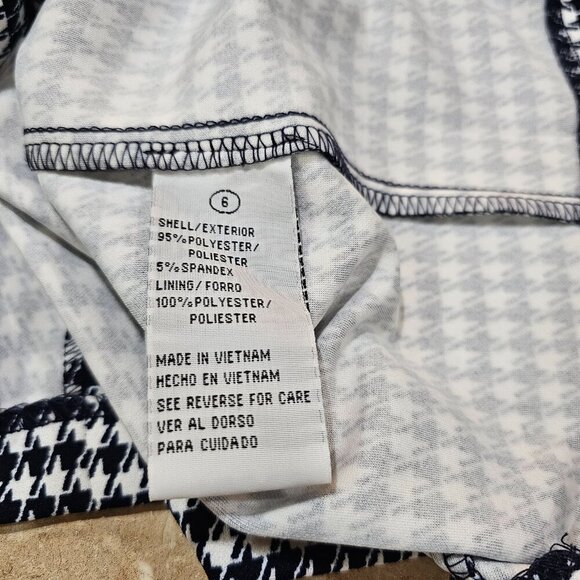 6
SHELL/EXTERIOR
95%POLYESTER/
POLIESTER
5%SPANDEX
LINING/FORRO
100%POLYESTER/
POLIESTER
MADE IN VIETNAM
HECHO EN VIETNAM
SEE REVERSE FOR CARE
VER AL DORSO
PARA CUIDADO